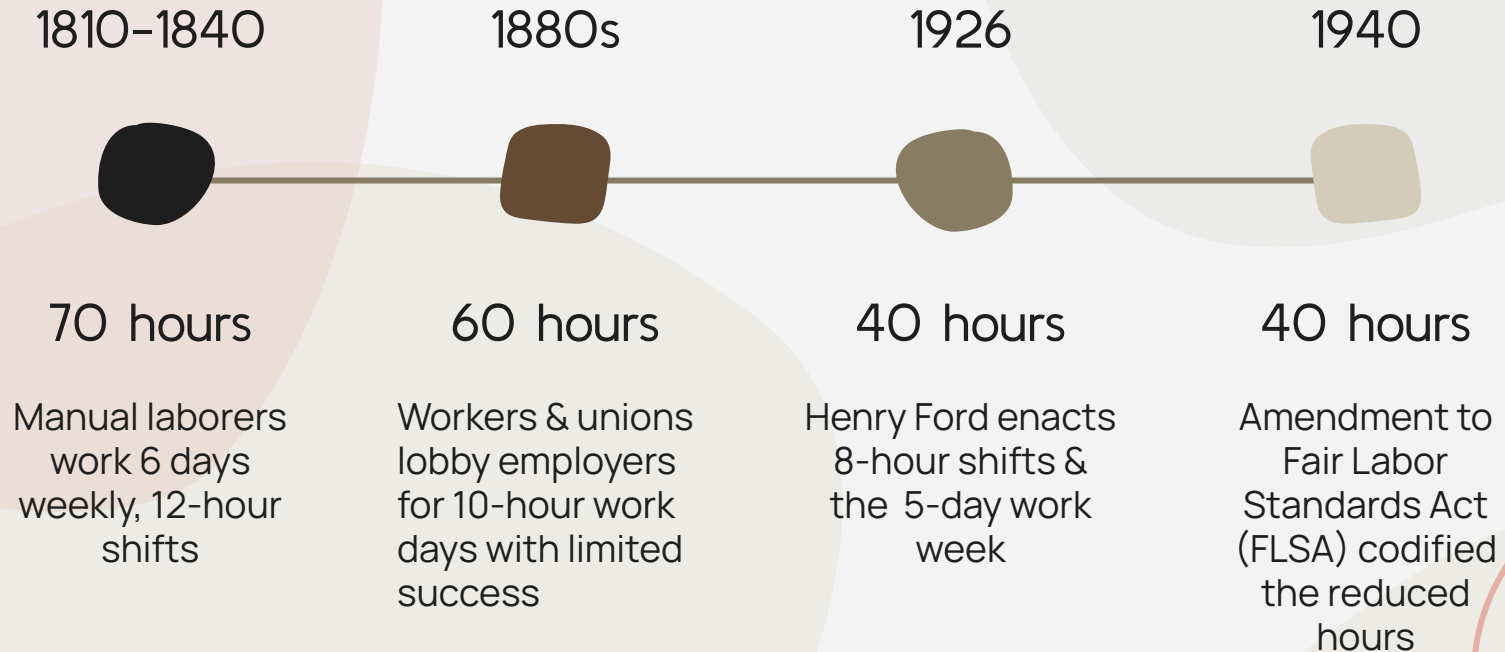 1810-1840
70 hours
Manual laborers
work 6 days
weekly, 12-hour
shifts
1880s
60 hours
Workers & unions
lobby employers
for 10-hour work
days with limited
success
1926
40 hours
Henry Ford enacts
8-hour shifts &
the 5-day work
week
1940
40 hours
Amendment to
Fair Labor
Standards Act
(FLSA) codified
the reduced
hours